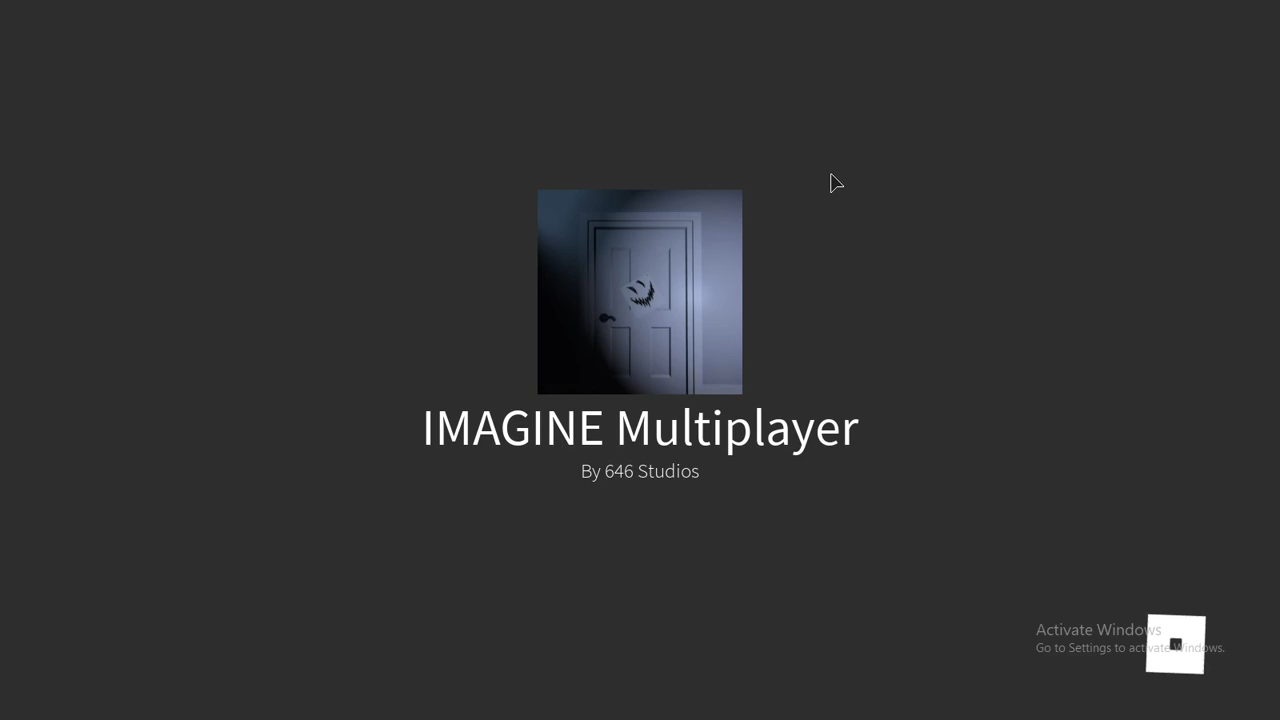 IMAGINE Multiplayer
By 646 Studios
Activate Windows
Go to Settings to activate Windows.